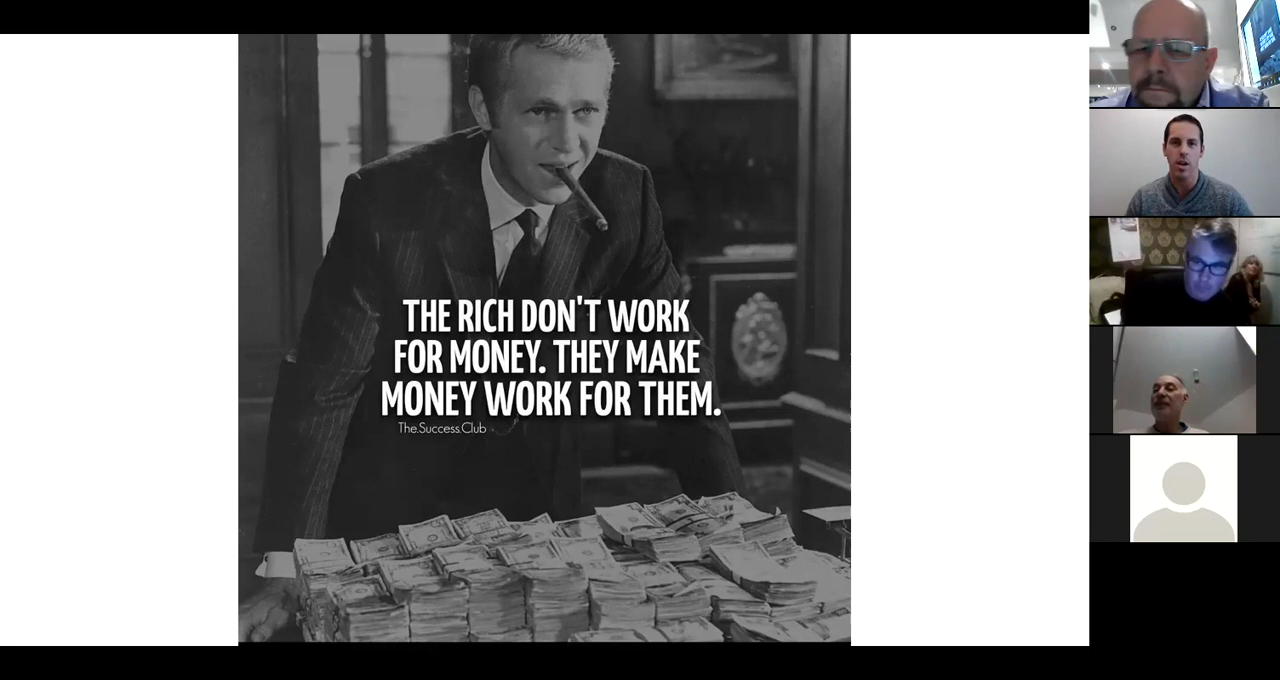 THE RICH DON'T WORK
FOR MONEY. THEY MAKE
MONEY WORK FOR THEM.
The.Success.Club